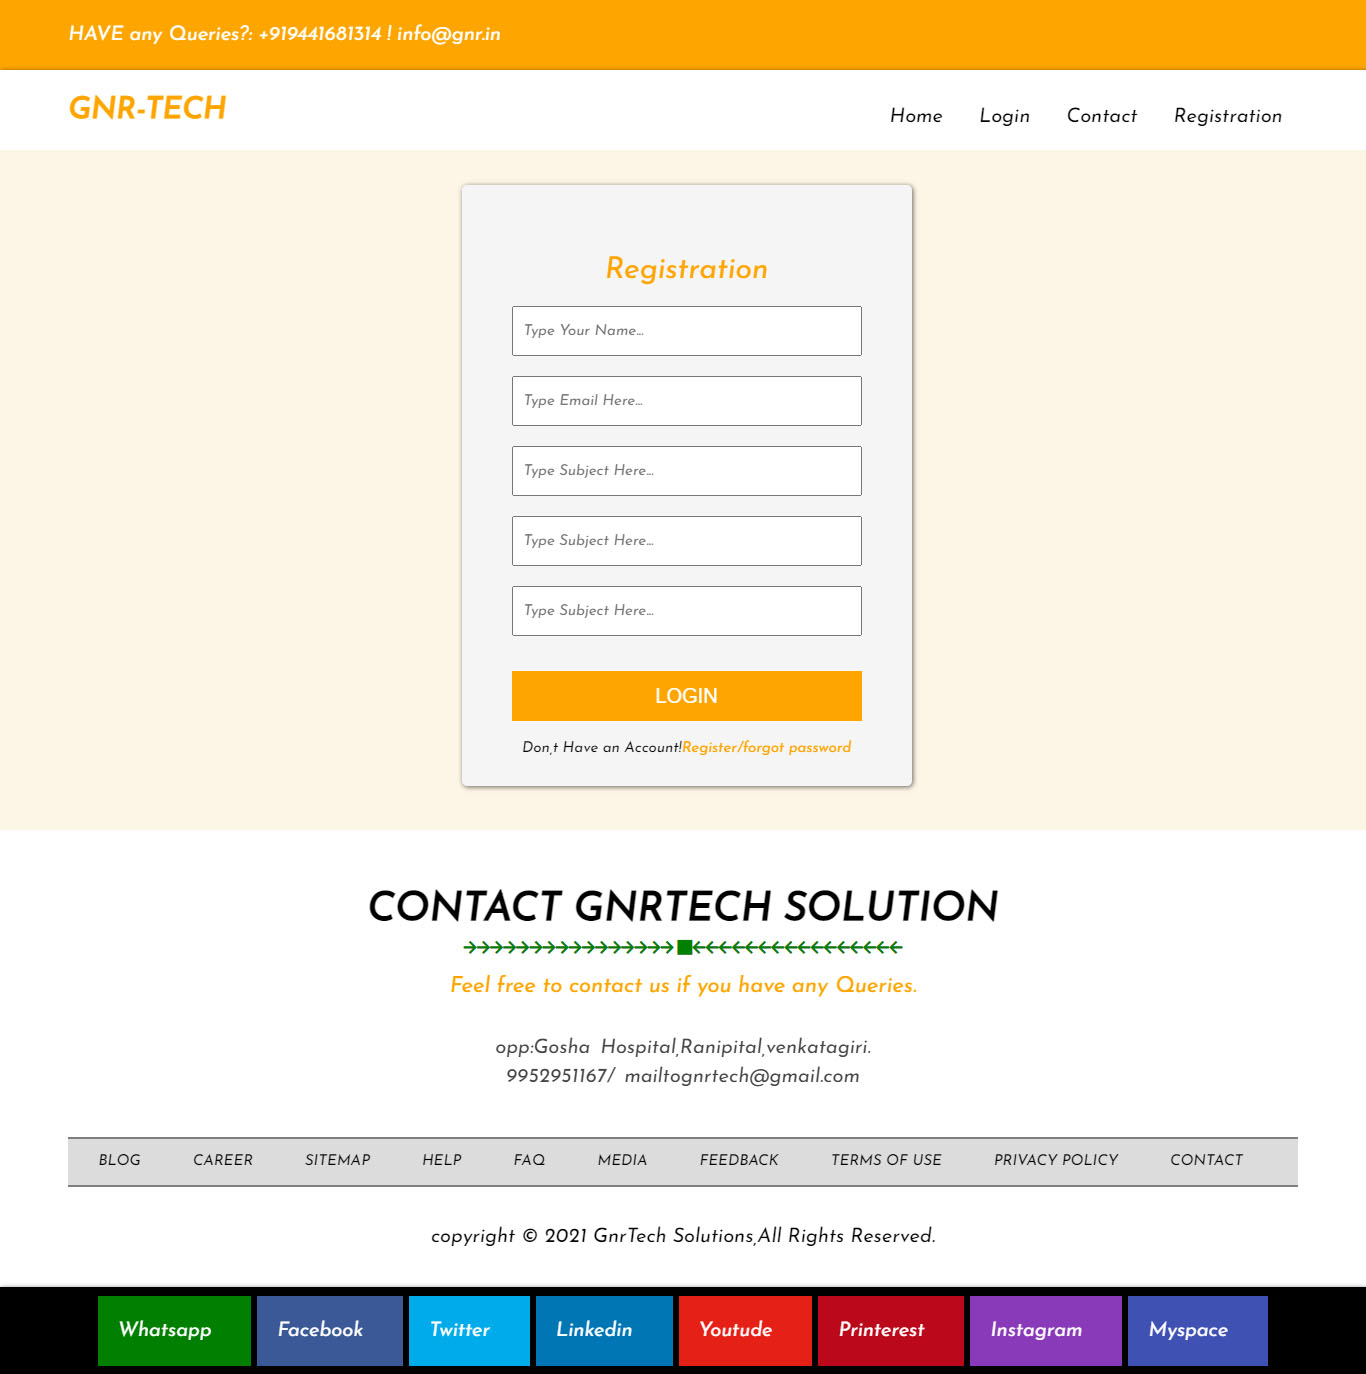 HAVE any Queries?: +919441681314 ! info@gnr.in
GNR-TECH
Home Login Contact Registration
Registration
Type Your Name...
Type Email Here...
Type Subject Here...
Type Subject Here...
Type Subject Here...
LOGIN
Don,t Have an Account!Register/forgot password
CONTACT GNRTECH SOLUTION
Feel free to contact us if you have any Queries.
opp:Gosha Hospital,Ranipital,venkatagiri.
9952951167/ mailtognrtech@gmail.com
BLOG CAREER SITEMAP HELP FAQ MEDIA FEEDBACK TERMS OF USE PRIVACY POLICY CONTACT
copyright © 2021 GnrTech Solutions,All Rights Reserved.
Whatsapp Facebook Twitter Linkedin Youtude Printerest Instagram Myspace